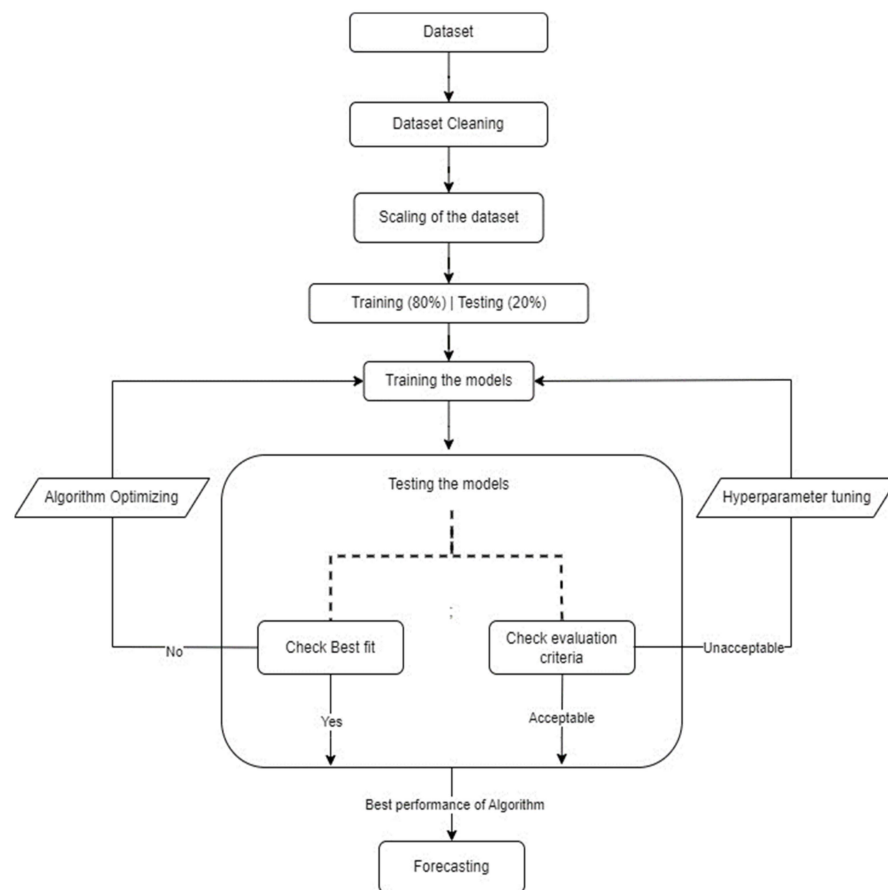 Dataset
Dataset Cleaning
Scaling of the dataset
Training (80%) | Testing (20%)
Training the models
Algorithm Optimizing
Testing the models
Hyperparameter tuning
;
Check Best fit
Check evaluation
criteria
No
Unacceptable
Yes
Acceptable
Best performance of Algorithm
Forecasting